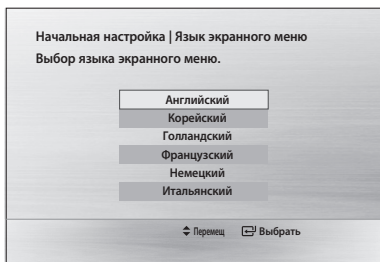 Начальная настройка | Язык экранного меню
Выбор языка экранного меню.
Английский
Корейский
Голландский
Французский
Немецкий
Итальянский
Перемещ Выбрать